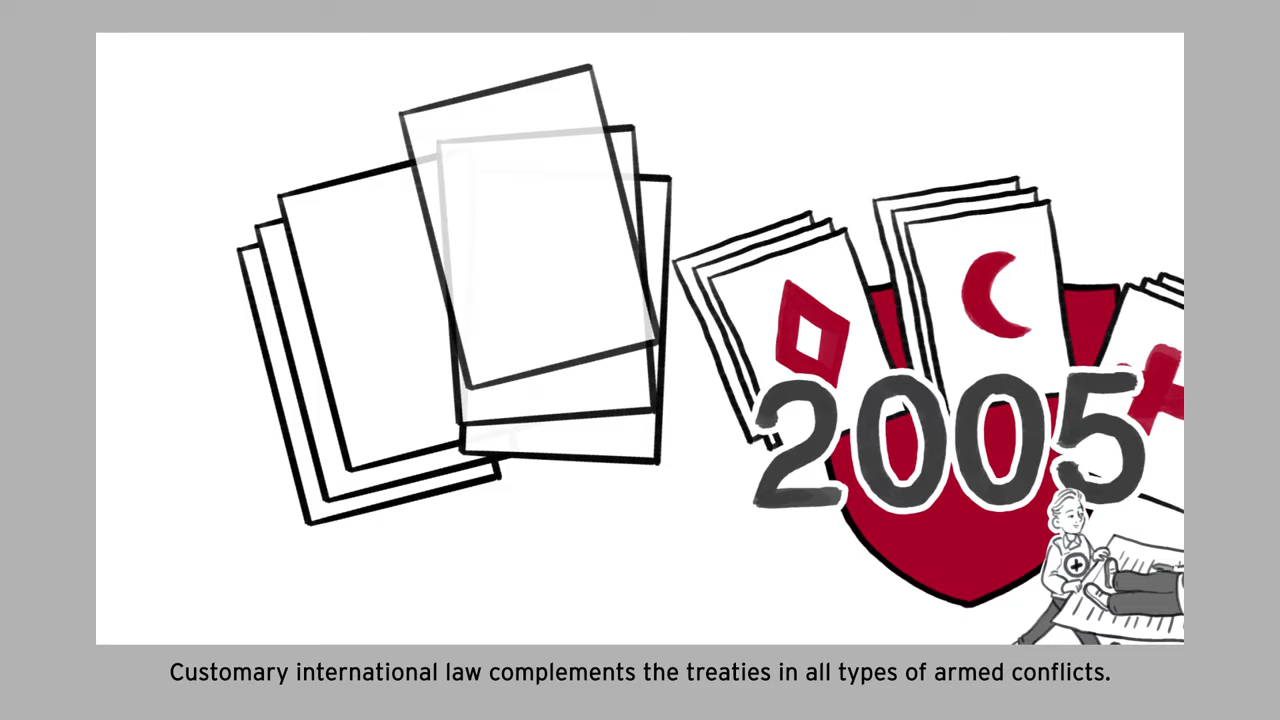 2005
Customary international law complements the treaties in all types of armed conflicts.